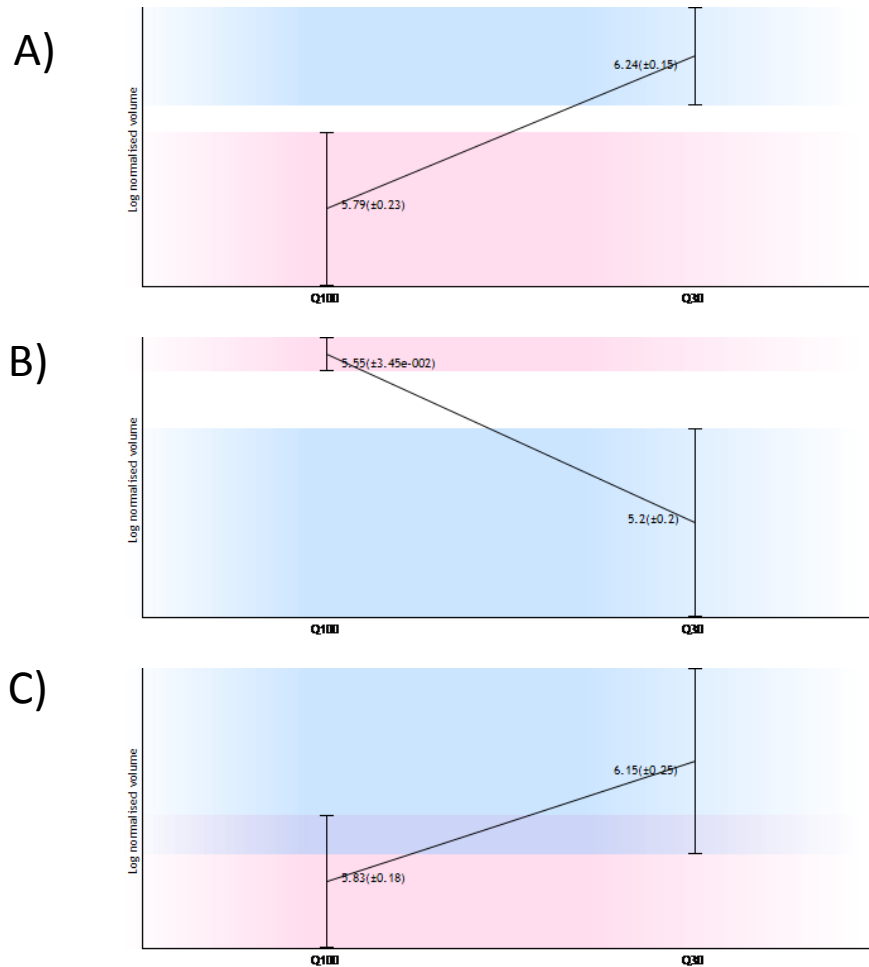 A)
Log normalised volume
6.24(±0.15)
5.79(±0.23)
Q100 Q30
B)
Log normalised volume
5.55(±3.45e-002)
5.2(±0.2)
Q100 Q30
C)
Log normalised volume
6.15(±0.25)
5.83(±0.18)
Q100 Q30